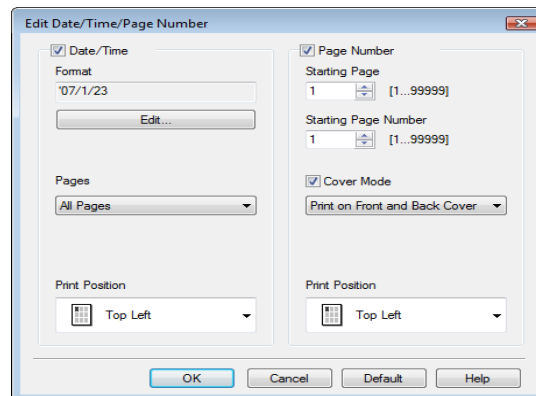 Edit Date/Time/Page Number
Date/Time
Format
'07/1/23
Edit...
Pages
All Pages
Print Position
Top Left
Page Number
Starting Page
1 [1...99999]
Starting Page Number
1 [1...99999]
Cover Mode
Print on Front and Back Cover
Print Position
Top Left
OK Cancel Default Help